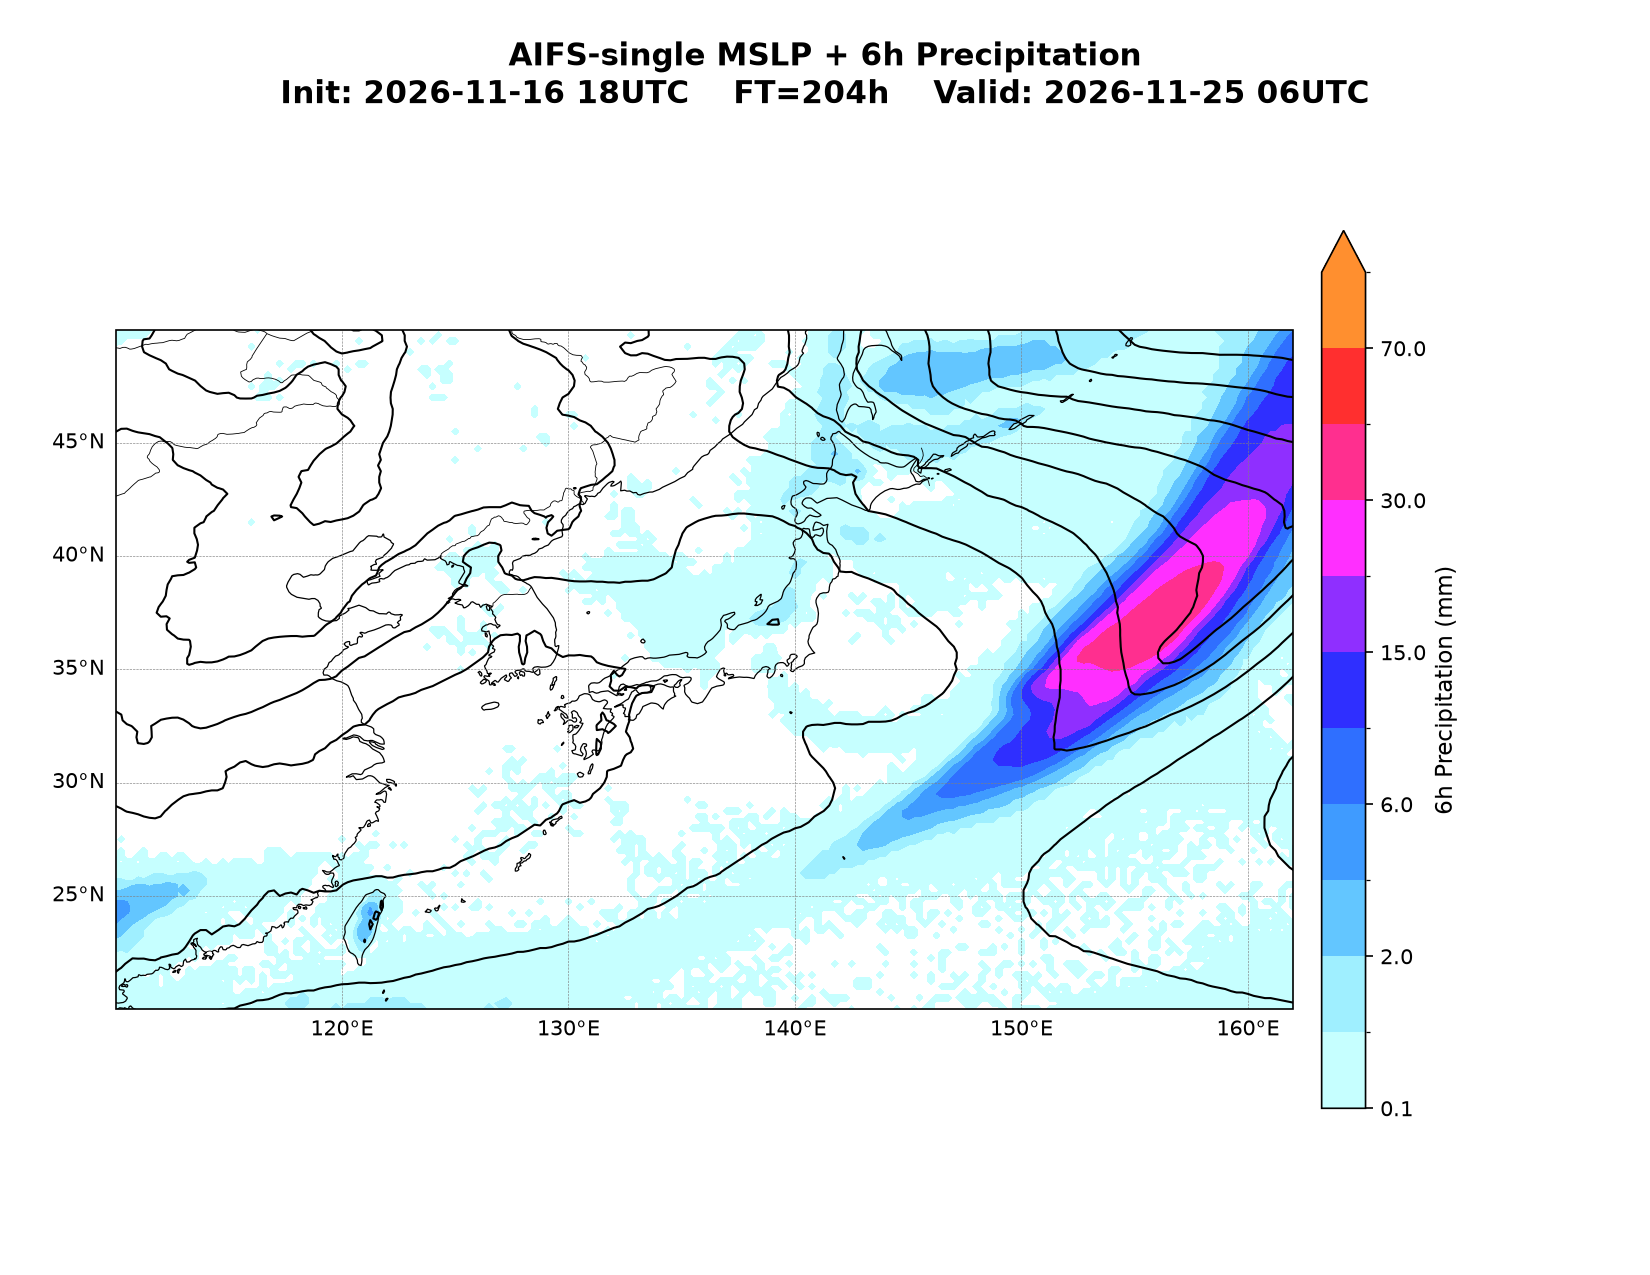 AIFS-single MSLP + 6h Precipitation
Init: 2026-11-16 18UTC    FT=204h    Valid: 2026-11-25 06UTC
70.0
30.0
15.0
6.0
2.0
0.1
6h Precipitation (mm)
45°N
40°N
35°N
30°N
25°N
120°E
130°E
140°E
150°E
160°E